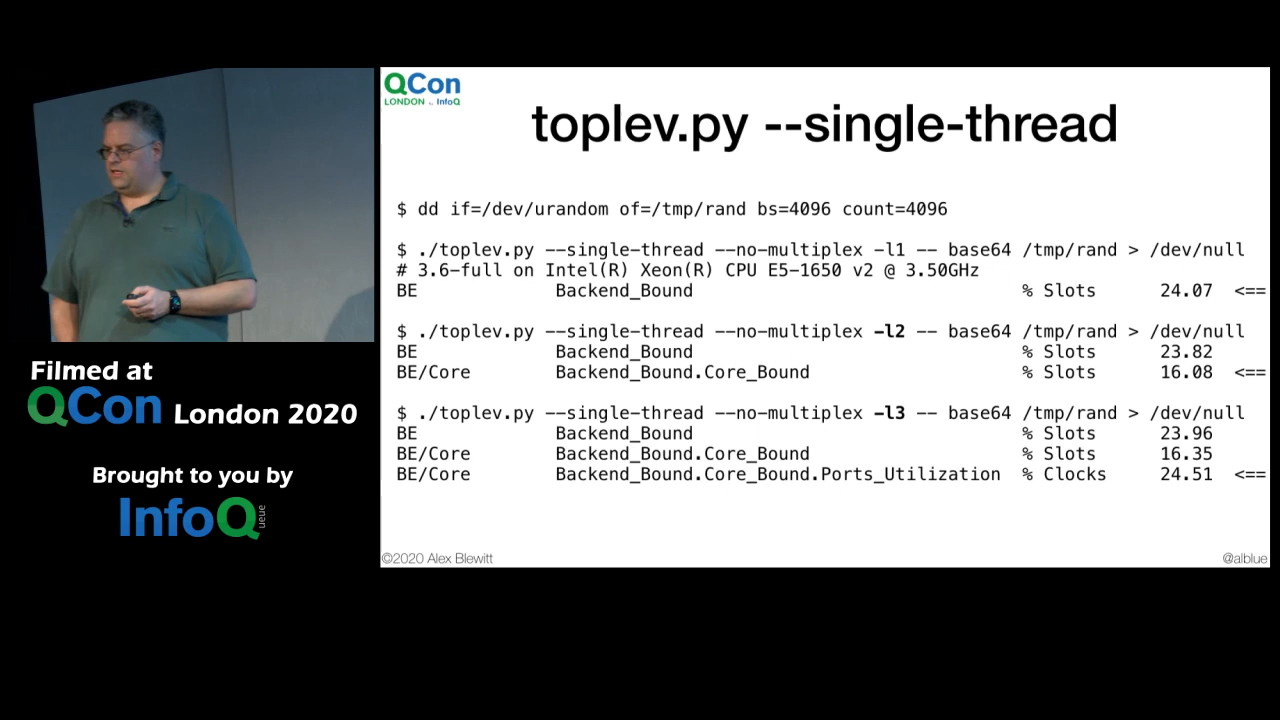 QCon
LONDON by InfoQ
toplev.py --single-thread
$ dd if=/dev/urandom of=/tmp/rand bs=4096 count=4096
$ ./toplev.py --single-thread --no-multiplex -l1 -- base64 /tmp/rand > /dev/null
# 3.6-full on Intel(R) Xeon(R) CPU E5-1650 v2 @ 3.50GHz
BE Backend_Bound % Slots 24.07 <==
$ ./toplev.py --single-thread --no-multiplex -l2 -- base64 /tmp/rand > /dev/null
BE Backend_Bound % Slots 23.82
BE/Core Backend_Bound.Core_Bound % Slots 16.08 <==
$ ./toplev.py --single-thread --no-multiplex -l3 -- base64 /tmp/rand > /dev/null
BE Backend_Bound % Slots 23.96
BE/Core Backend_Bound.Core_Bound % Slots 16.35
BE/Core Backend_Bound.Core_Bound.Ports_Utilization % Clocks 24.51 <==
©2020 Alex Blewitt
@alblue
Filmed at
QCon London 2020
Brought to you by
InfoQueue